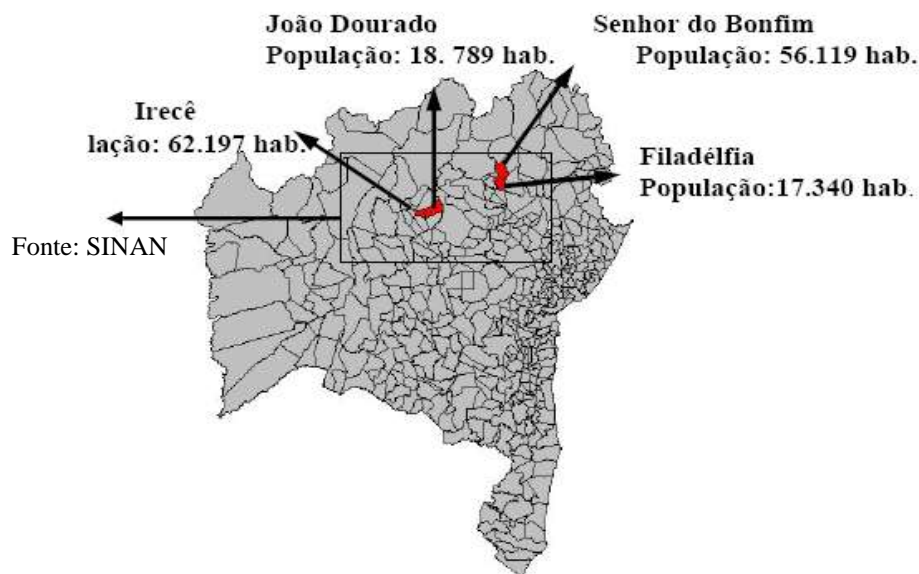 João Dourado
População: 18. 789 hab.
Senhor do Bonfim
População: 56.119 hab.
Irecê
lação: 62.197 hab.
Filadélfia
População:17.340 hab.
Fonte: SINAN